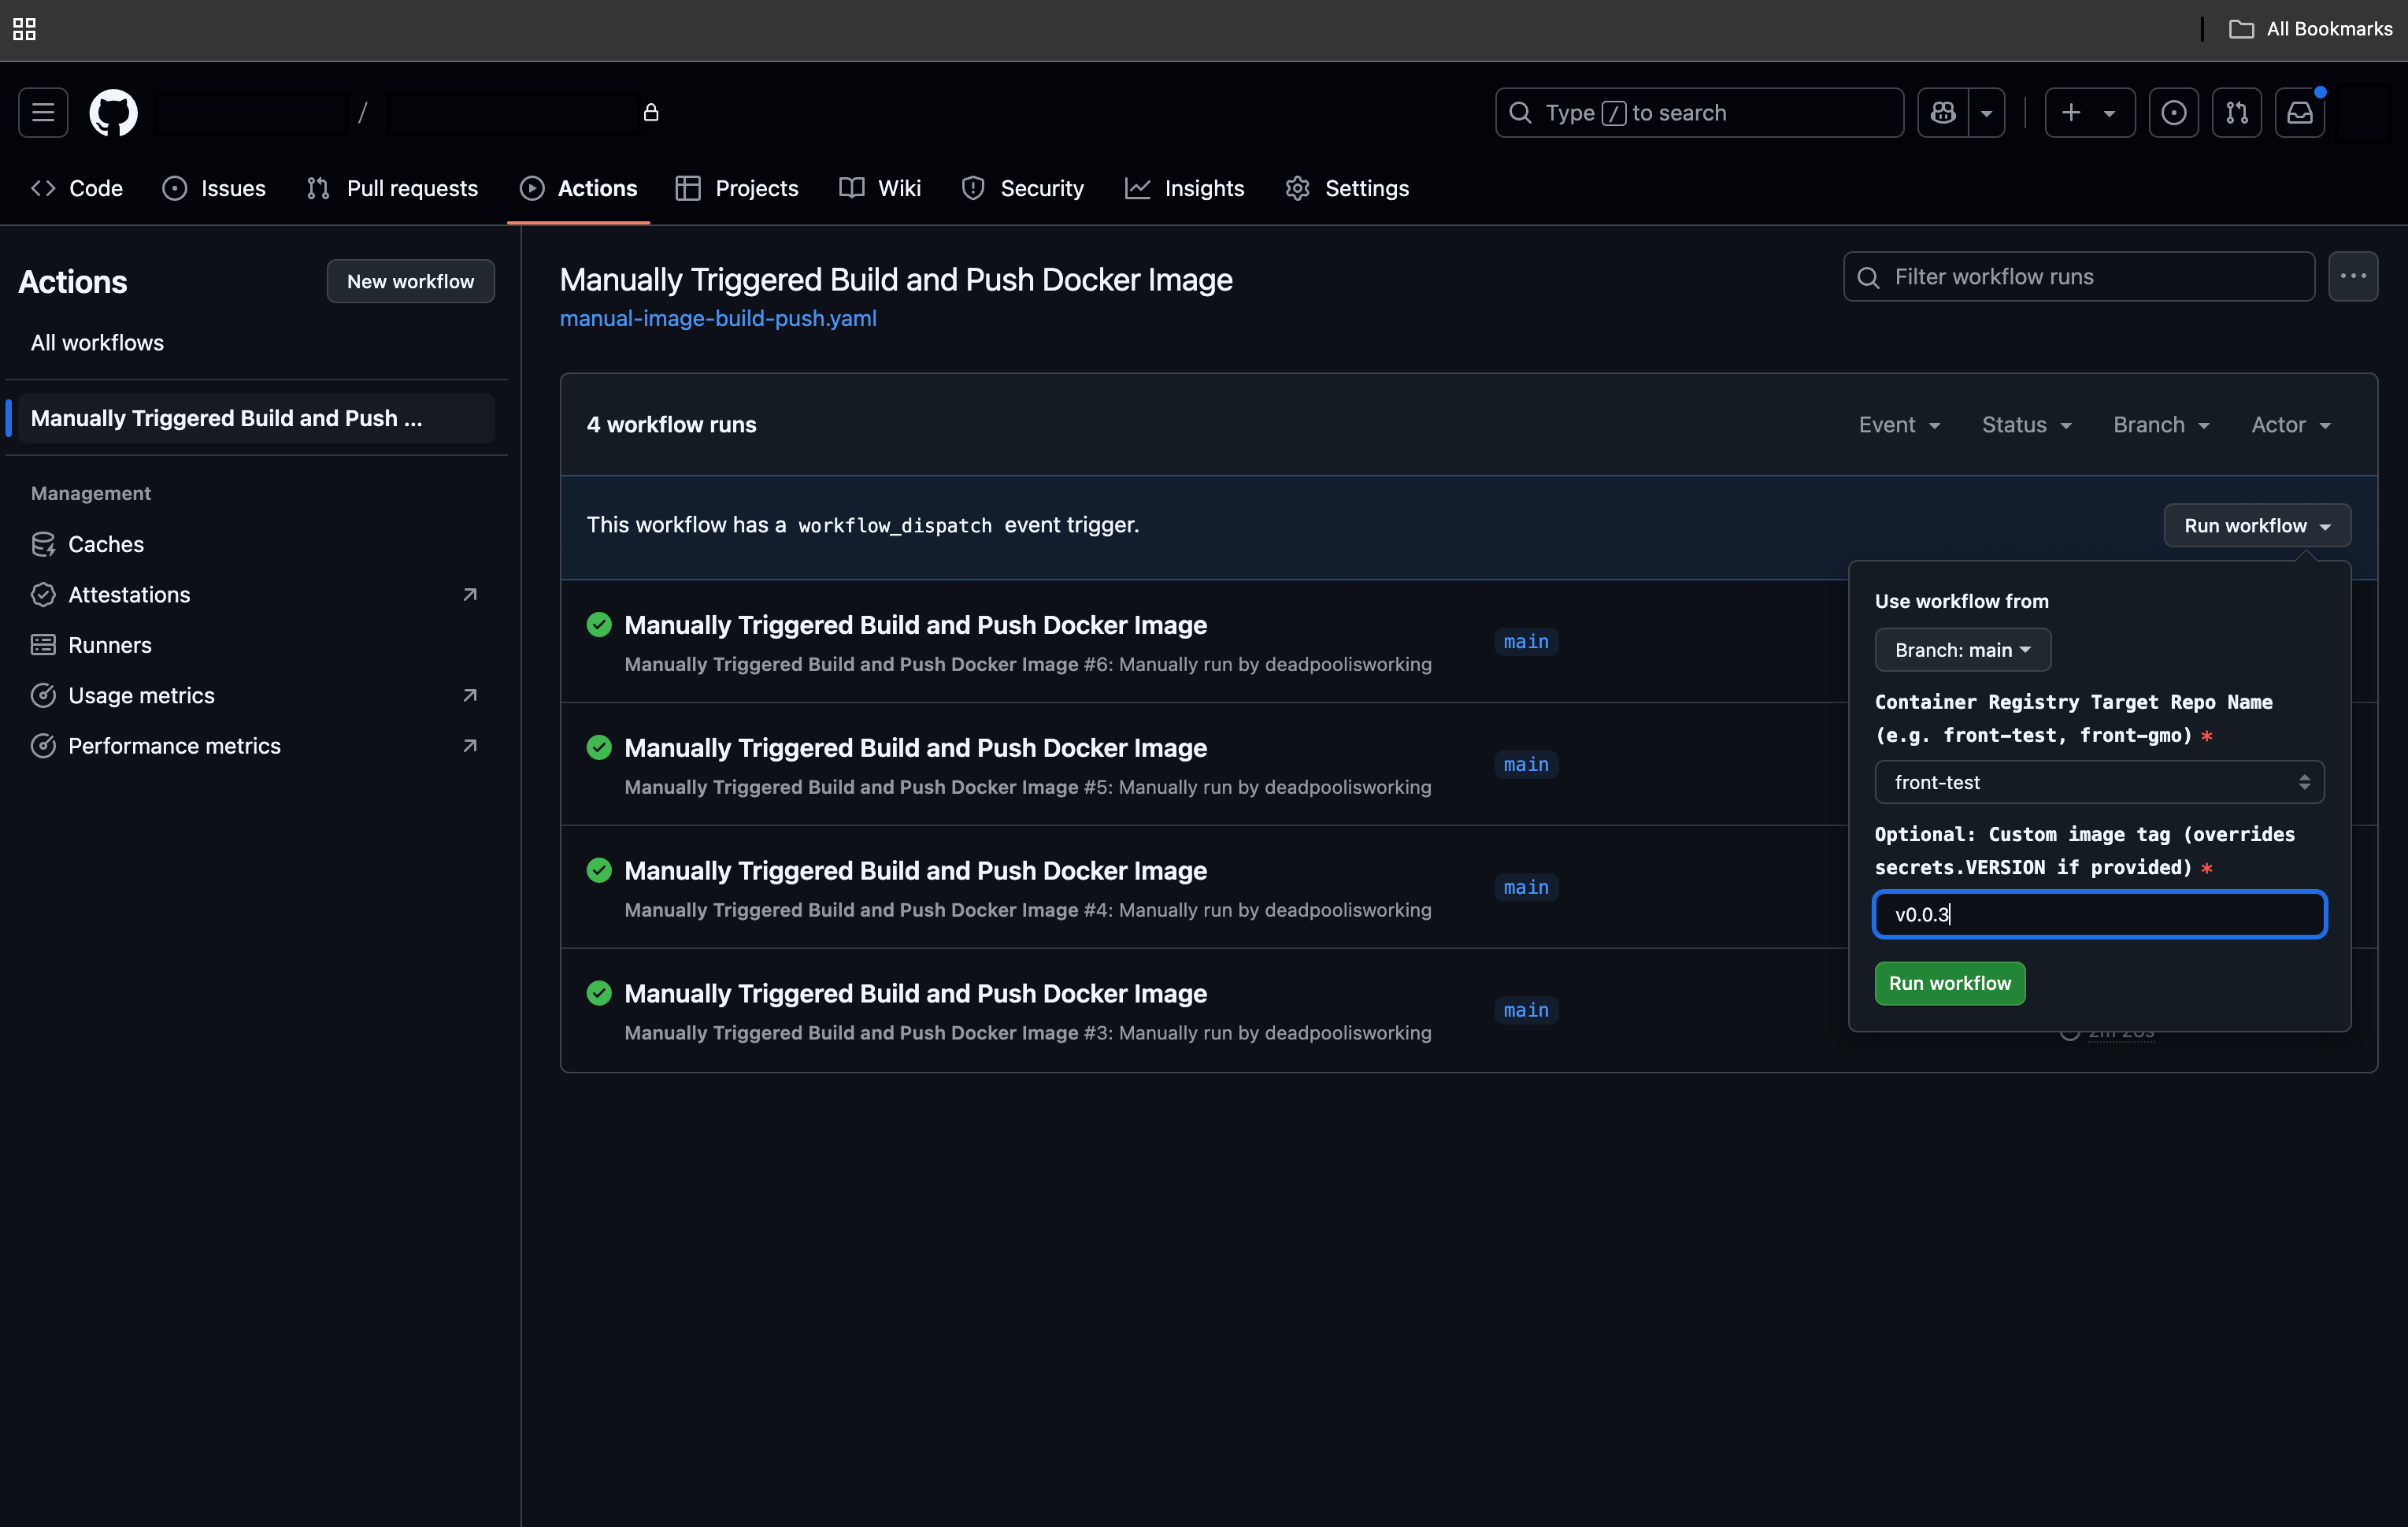 All Bookmarks
/
Type / to search
Code
Issues
Pull requests
Actions
Projects
Wiki
Security
Insights
Settings
Actions
New workflow
All workflows
Manually Triggered Build and Push ...
Management
Caches
Attestations
Runners
Usage metrics
Performance metrics
Manually Triggered Build and Push Docker Image
manual-image-build-push.yaml
Filter workflow runs
4 workflow runs
Event
Status
Branch
Actor
This workflow has a workflow_dispatch event trigger.
Run workflow
Manually Triggered Build and Push Docker Image
Manually Triggered Build and Push Docker Image #6: Manually run by deadpoolisworking
main
Manually Triggered Build and Push Docker Image
Manually Triggered Build and Push Docker Image #5: Manually run by deadpoolisworking
main
Manually Triggered Build and Push Docker Image
Manually Triggered Build and Push Docker Image #4: Manually run by deadpoolisworking
main
Manually Triggered Build and Push Docker Image
Manually Triggered Build and Push Docker Image #3: Manually run by deadpoolisworking
main
Use workflow from
Branch: main
Container Registry Target Repo Name
(e.g. front-test, front-gmo) *
front-test
Optional: Custom image tag (overrides
secrets.VERSION if provided) *
v0.0.3
Run workflow